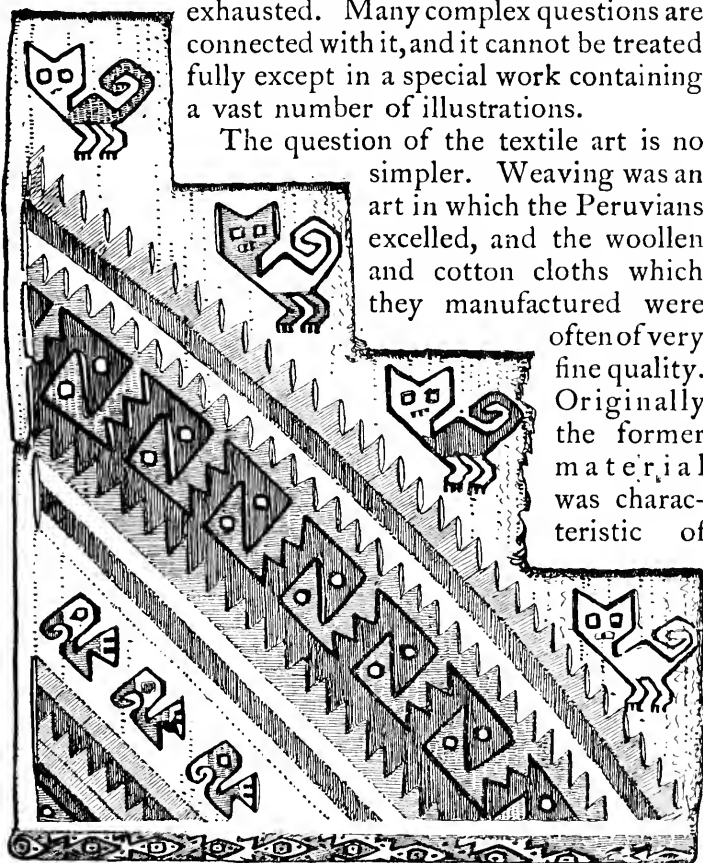 exhausted. Many complex questions are
connected with it, and it cannot be treated
fully except in a special work containing
a vast number of illustrations.
The question of the textile art is no
simpler. Weaving was an
art in which the Peruvians
excelled, and the woollen
and cotton cloths which
they manufactured were
often of very
fine quality.
Originally
the former
material
was charac-
teristic of